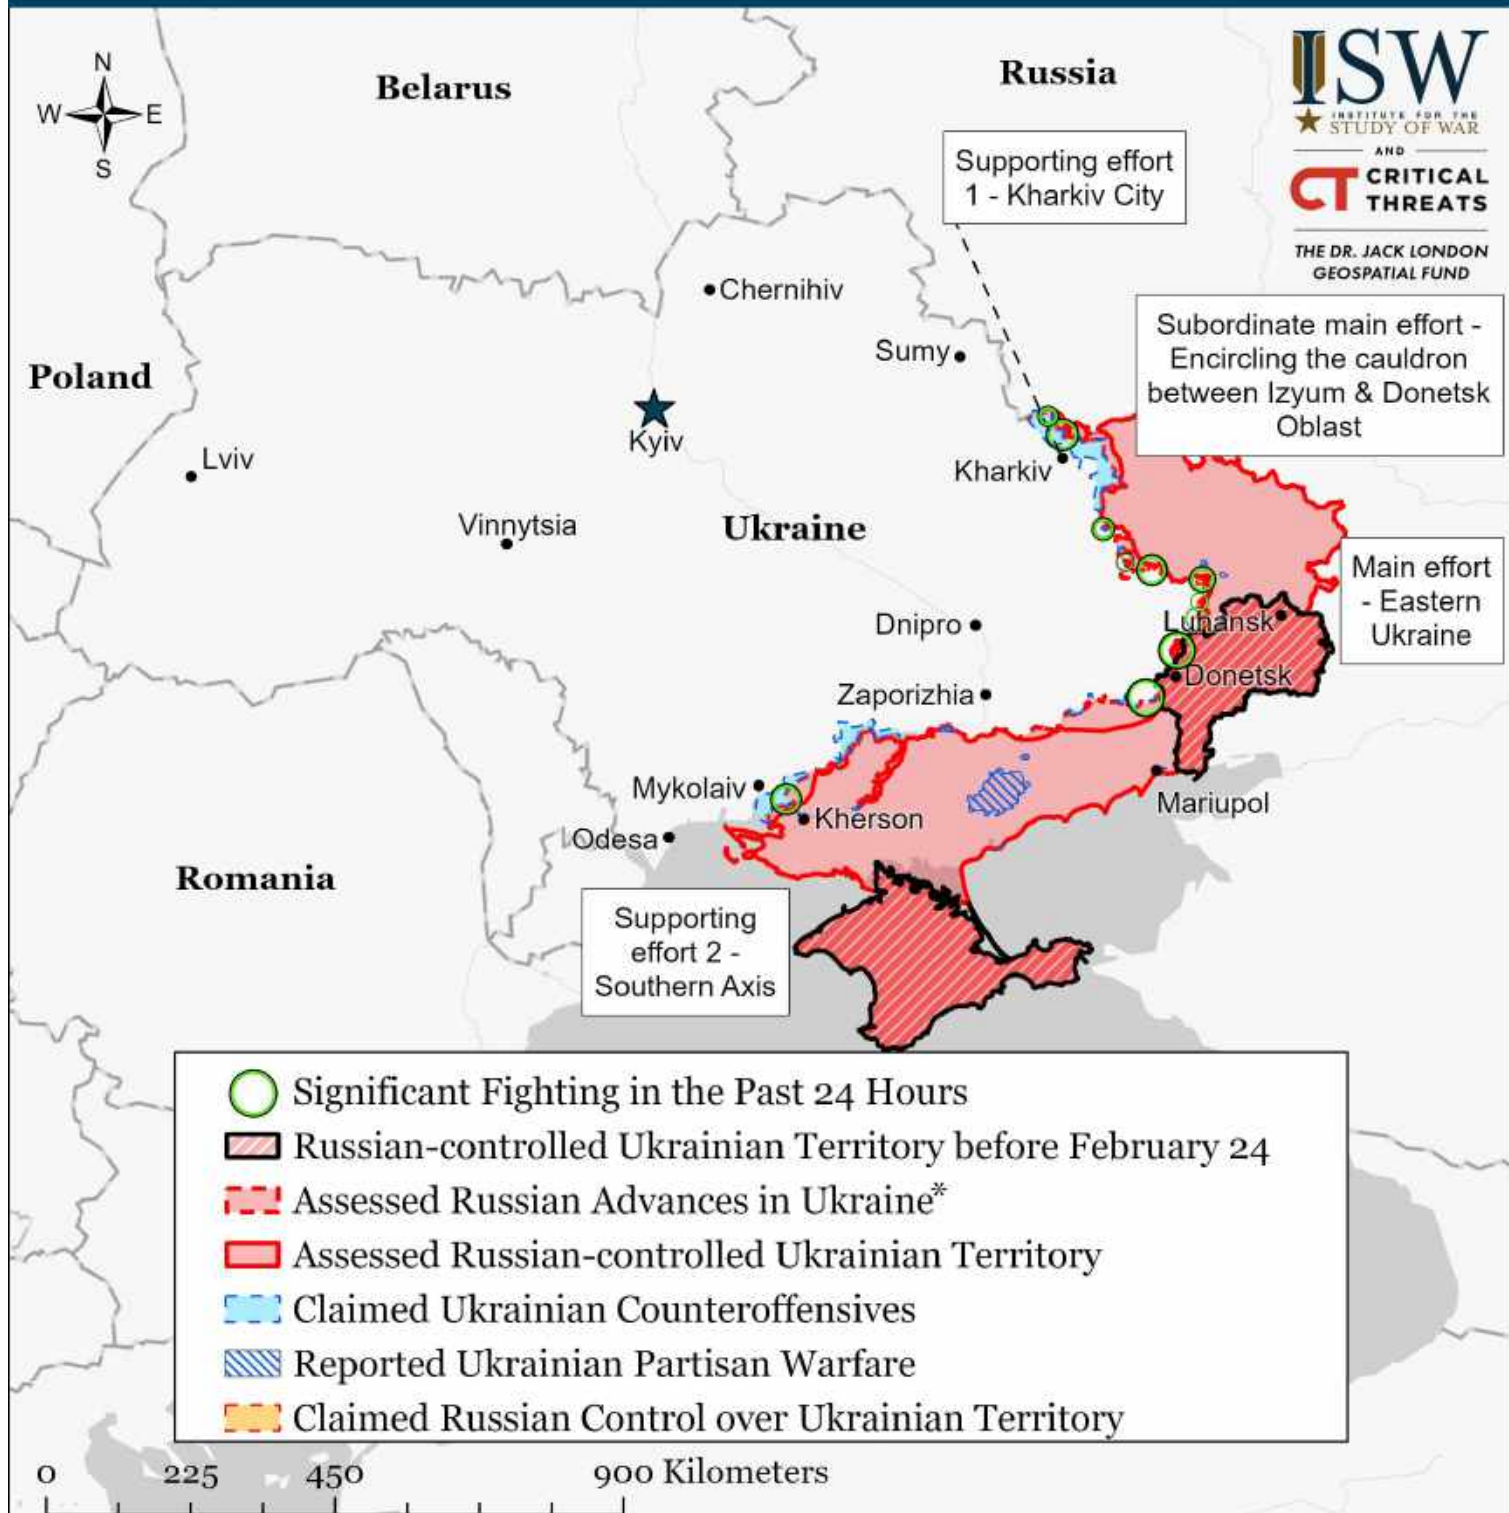 N
W
E
S
Belarus
Russia
ISW
INSTITUTE FOR THE
STUDY OF WAR
AND
CT CRITICAL
THREATS
THE DR. JACK LONDON
GEOSPATIAL FUND
Supporting effort
1 - Kharkiv City
Chernihiv
Subordinate main effort -
Encircling the cauldron
between Izyum & Donetsk
Oblast
Sumy
Poland
Kyiv
Lviv
Kharkiv
Vinnytsia
Ukraine
Main effort
- Eastern
Ukraine
Dnipro
Luhansk
Donetsk
Zaporizhia
Mykolaiv
Mariupol
Kherson
Odesa
Romania
Supporting
effort 2 -
Southern Axis
Significant Fighting in the Past 24 Hours
Russian-controlled Ukrainian Territory before February 24
Assessed Russian Advances in Ukraine*
Assessed Russian-controlled Ukrainian Territory
Claimed Ukrainian Counteroffensives
Reported Ukrainian Partisan Warfare
Claimed Russian Control over Ukrainian Territory
0 225 450 900 Kilometers